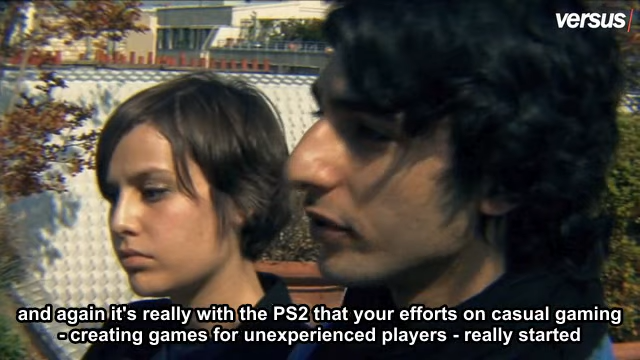 versus
and again it's really with the PS2 that your efforts on casual gaming
- creating games for unexperienced players - really started